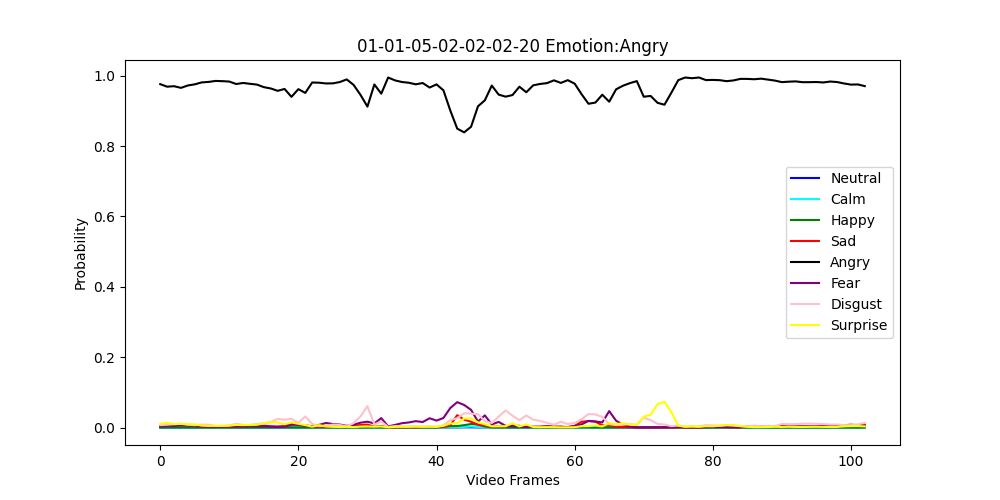 01-01-05-02-02-02-20 Emotion:Angry
1.0
0.8
0.6
0.4
0.2
0.0
Probability
Neutral
Calm
Happy
Sad
Angry
Fear
Disgust
Surprise
0 20 40 60 80 100
Video Frames